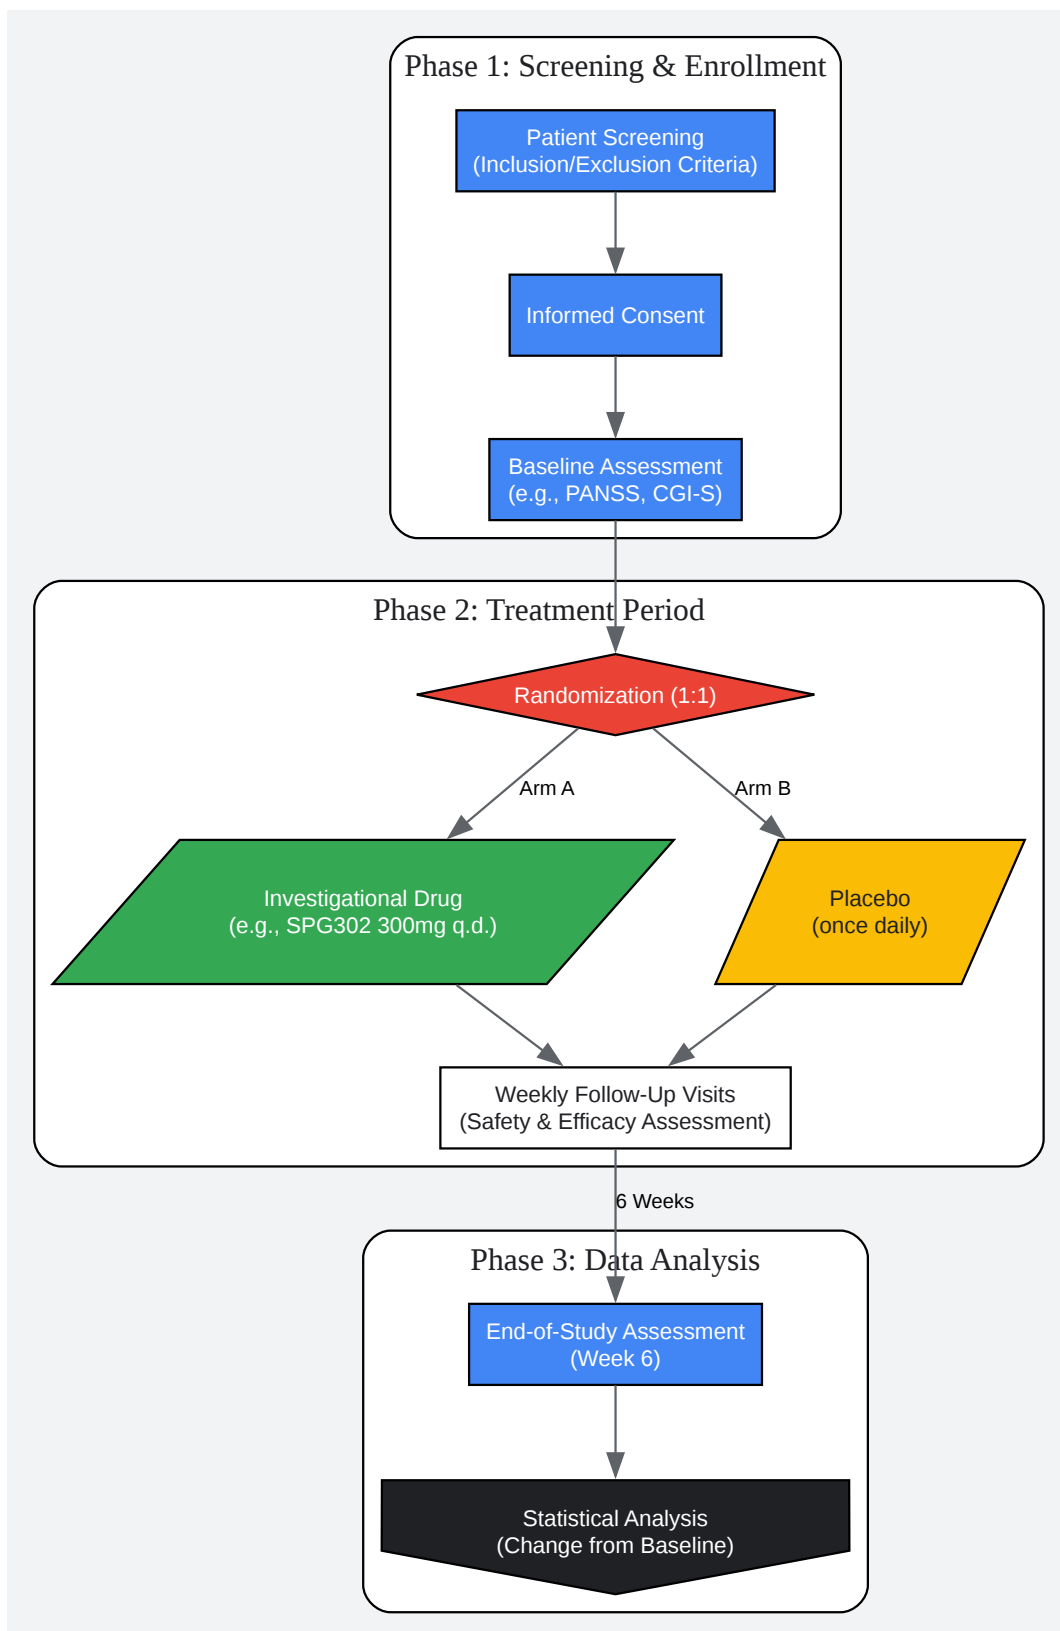 Phase 1: Screening & Enrollment
Patient Screening
(Inclusion/Exclusion Criteria)
Informed Consent
Baseline Assessment
(e.g., PANSS, CGI-S)
Phase 2: Treatment Period
Randomization (1:1)
Arm A
Arm B
Investigational Drug
(e.g., SPG302 300mg q.d.)
Placebo
(once daily)
Weekly Follow-Up Visits
(Safety & Efficacy Assessment)
6 Weeks
Phase 3: Data Analysis
End-of-Study Assessment
(Week 6)
Statistical Analysis
(Change from Baseline)